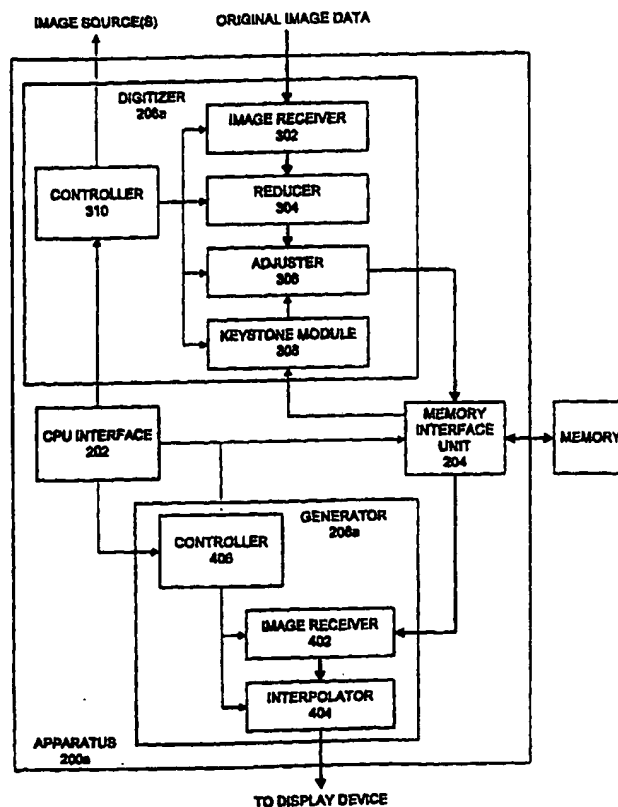 IMAGE SOURCE(S)
ORIGINAL IMAGE DATA
DIGITIZER
206a
IMAGE RECEIVER
302
CONTROLLER
310
REDUCER
304
ADJUSTER
306
KEYSTONE MODULE
308
CPU INTERFACE
202
MEMORY
INTERFACE
UNIT
204
MEMORY
GENERATOR
206a
CONTROLLER
406
IMAGE RECEIVER
402
INTERPOLATOR
404
APPARATUS
200a
TO DISPLAY DEVICE